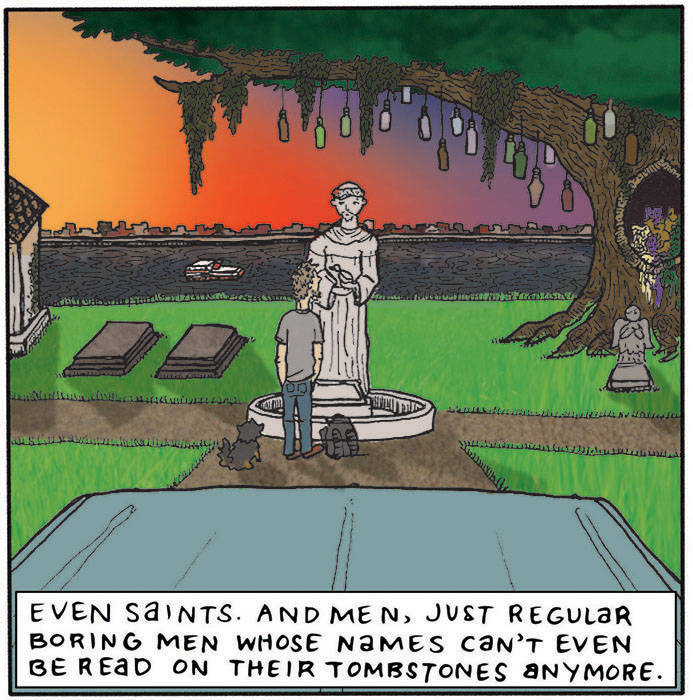 EVEN SaINTS. AND MEN, JUST REGULAR
BORING MEN WHOSE NaMES CaN'T EVEN
BE READ ON THEIR TOMBSTONES aNYMORE.